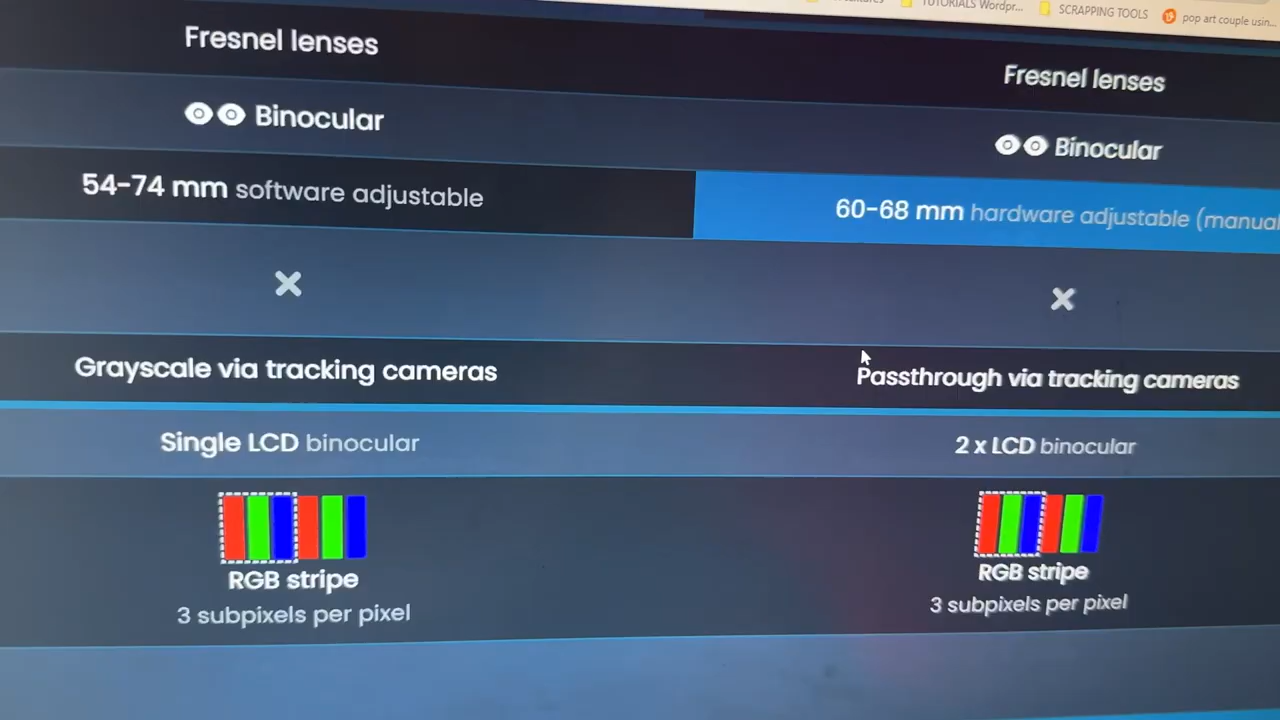 TUTORIALS Wordpr...
SCRAPPING TOOLS
pop art couple usin...
Fresnel lenses
Fresnel lenses
Binocular
Binocular
54-74 mm software adjustable
60-68 mm hardware adjustable (manual
Grayscale via tracking cameras
Passthrough via tracking cameras
Single LCD binocular
2 x LCD binocular
RGB stripe
3 subpixels per pixel
RGB stripe
3 subpixels per pixel